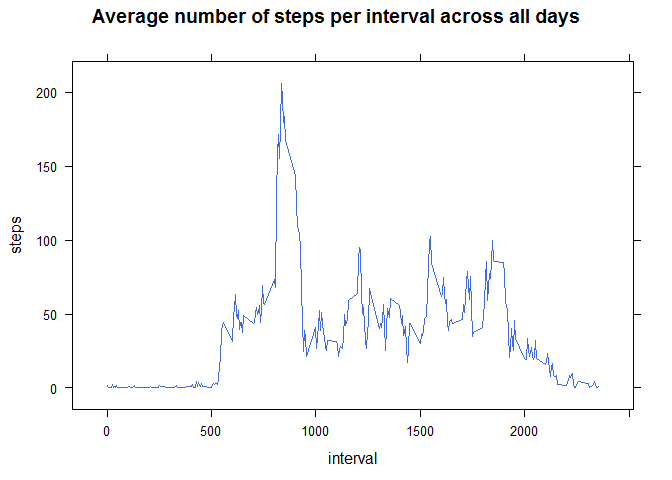 Average number of steps per interval across all days
200
150
100
50
0
steps
0 500 1000 1500 2000
interval